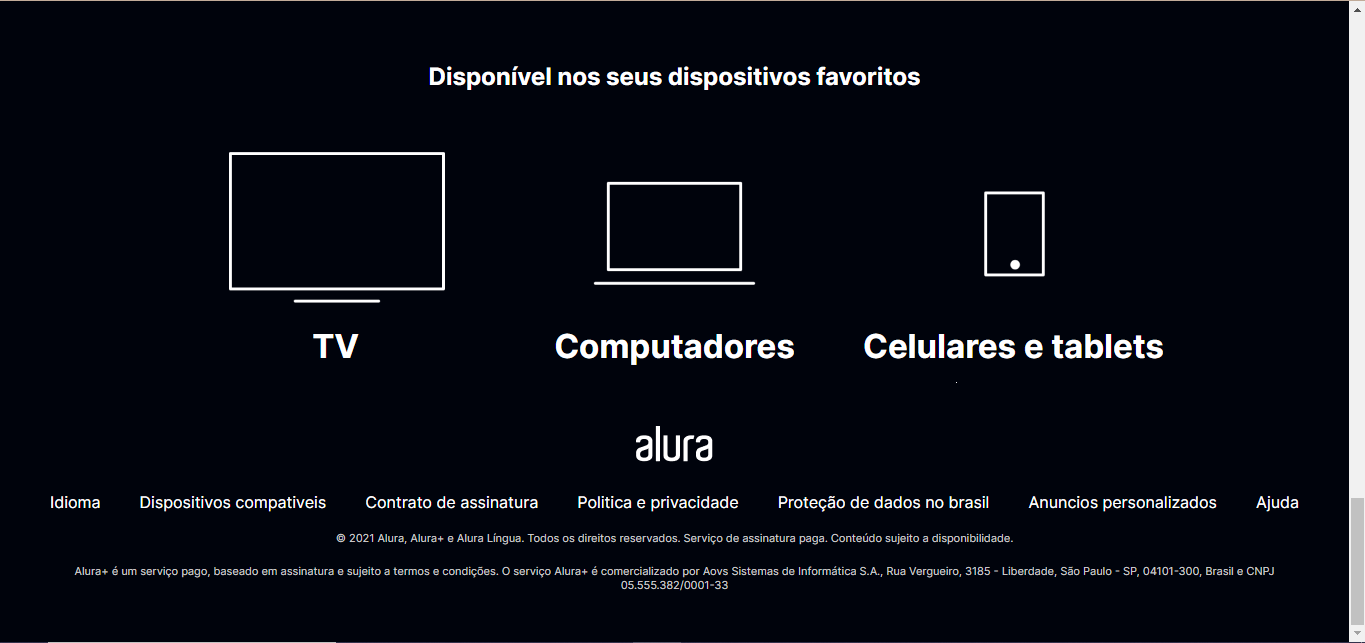 Disponível nos seus dispositivos favoritos
TV
Computadores
Celulares e tablets
alura
Idioma Dispositivos compativeis Contrato de assinatura Politica e privacidade Proteção de dados no brasil Anuncios personalizados Ajuda
© 2021 Alura, Alura+ e Alura Língua. Todos os direitos reservados. Serviço de assinatura paga. Conteúdo sujeito a disponibilidade.
Alura+ é um serviço pago, baseado em assinatura e sujeito a termos e condições. O serviço Alura+ é comercializado por Aovs Sistemas de Informática S.A., Rua Vergueiro, 3185 - Liberdade, São Paulo - SP, 04101-300, Brasil e CNPJ
05.555.382/0001-33